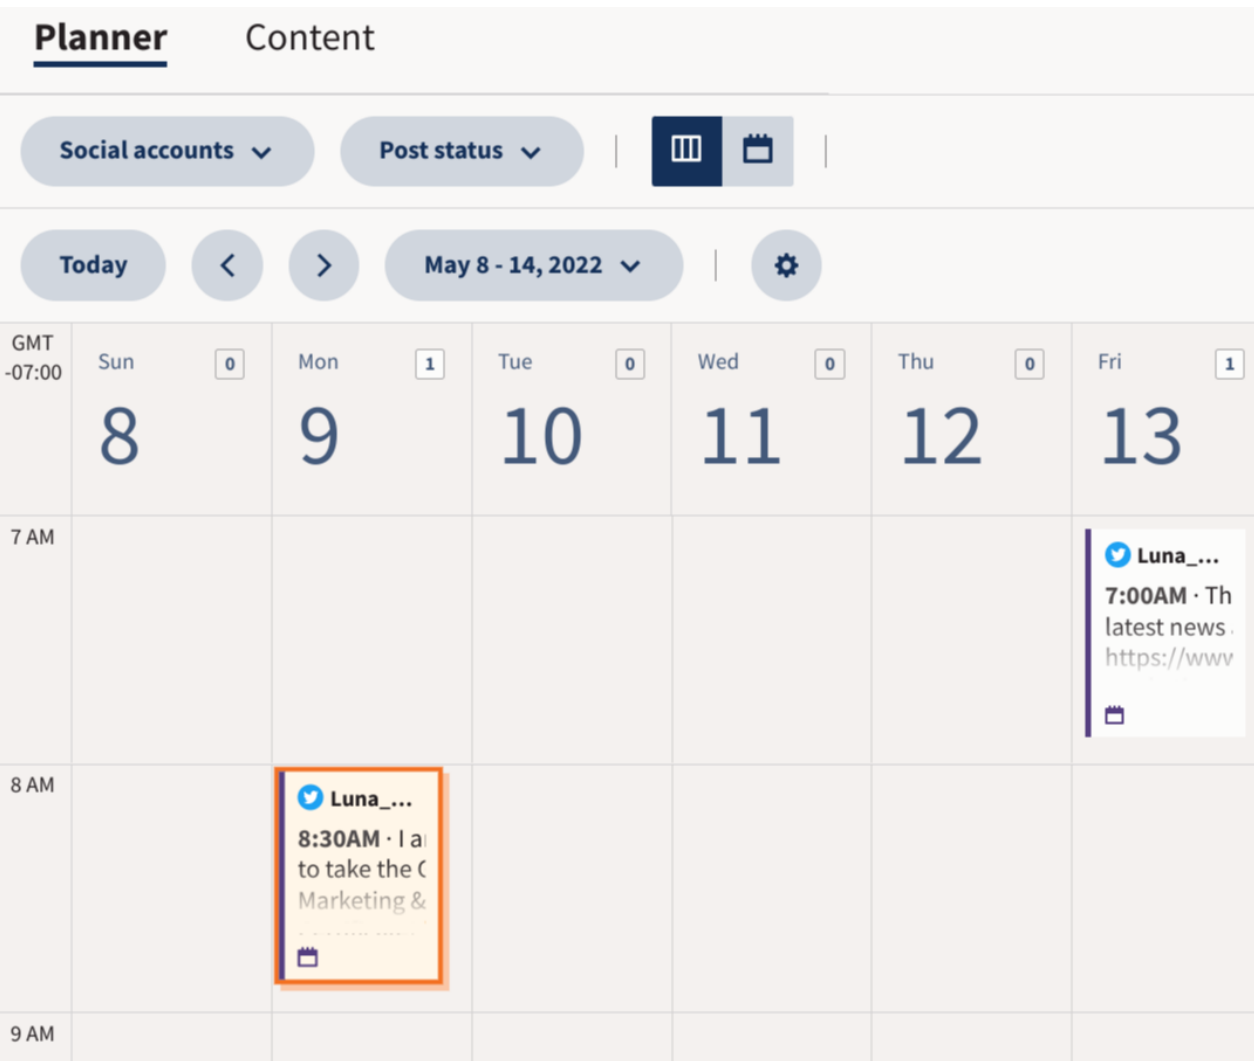 Planner Content
Social accounts Post status
Today May 8 - 14, 2022
GMT
-07:00
Sun 0 Mon 1 Tue 0 Wed 0 Thu 0 Fri 1
8 9 10 11 12 13
7 AM
Luna_...
7:00AM · Th
latest news
https://www
8 AM
Luna_...
8:30AM · I a
to take the
Marketing &
9 AM